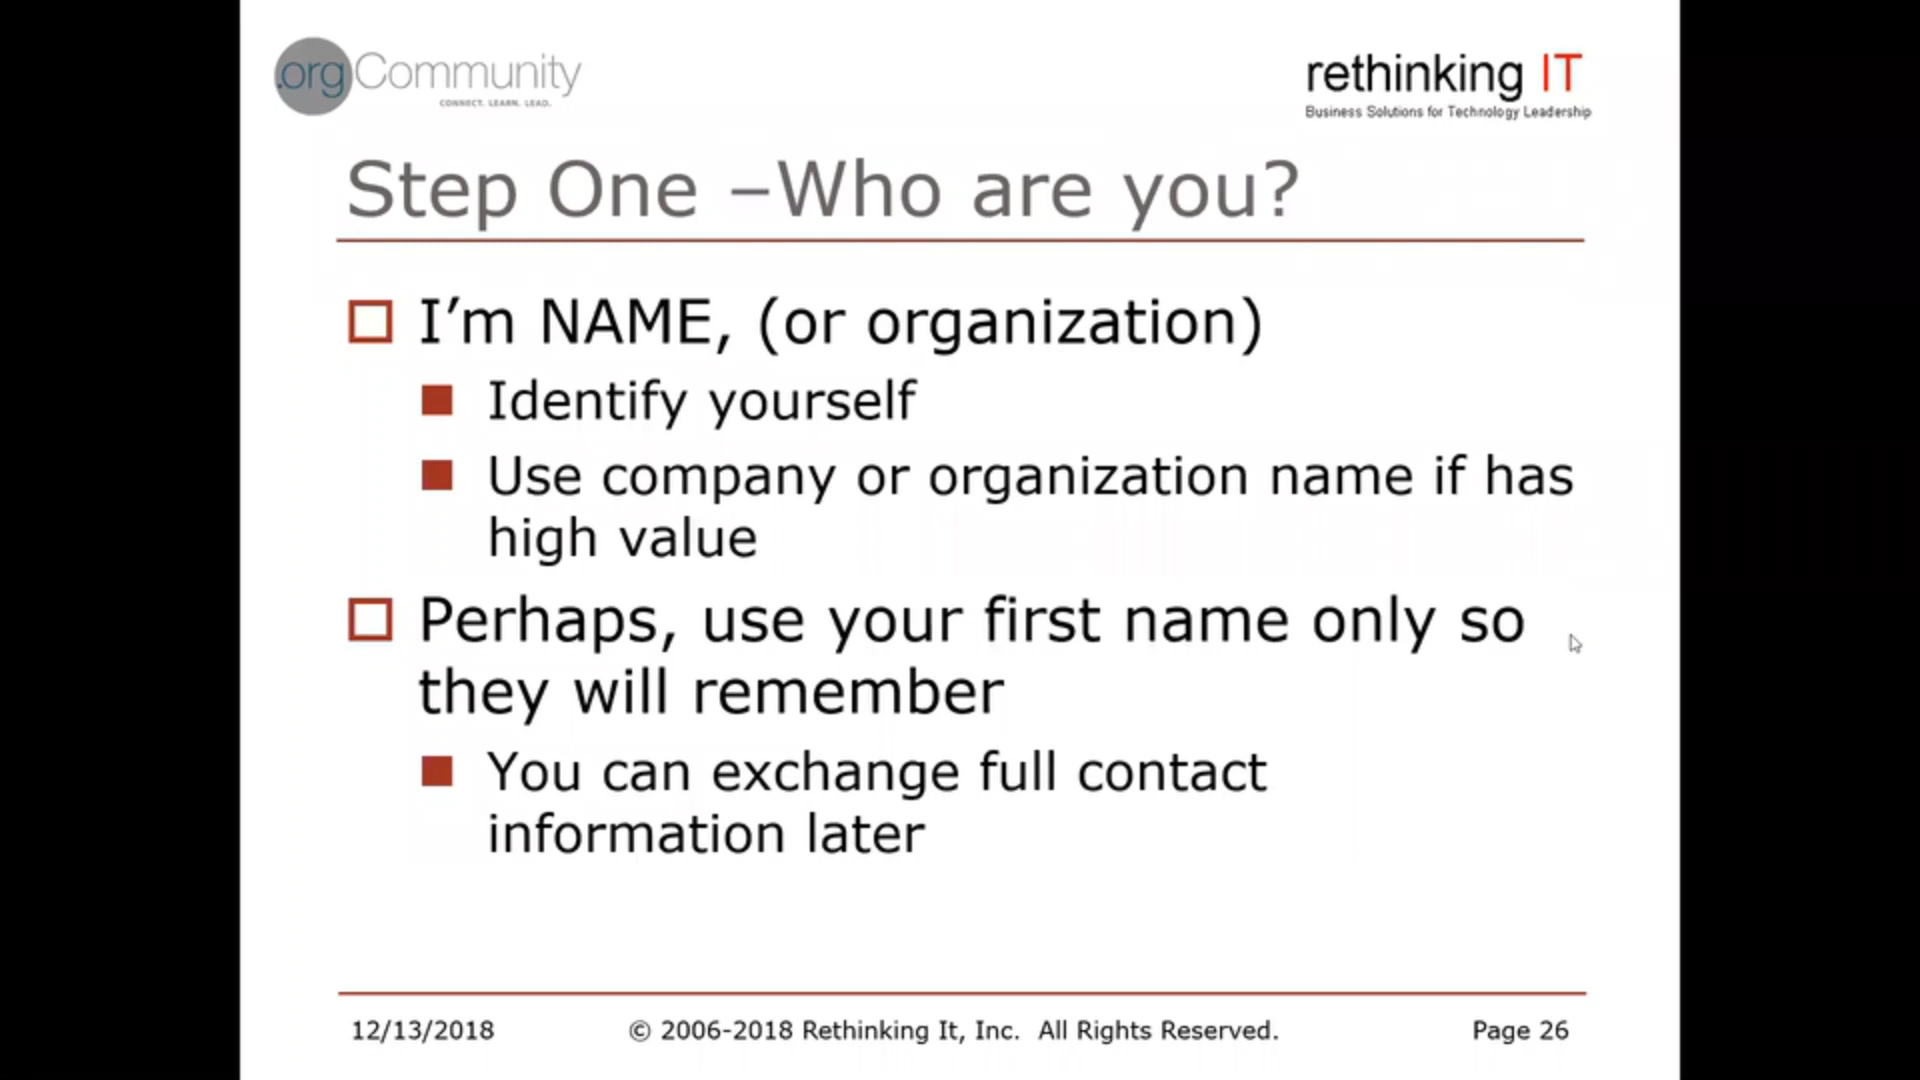 .orgCommunity
CONNECT. LEARN. LEAD.
rethinking IT
Business Solutions for Technology Leadership
Step One –Who are you?
I’m NAME, (or organization)
Identify yourself
Use company or organization name if has
high value
Perhaps, use your first name only so
they will remember
You can exchange full contact
information later
12/13/2018
© 2006-2018 Rethinking It, Inc.  All Rights Reserved.
Page 26